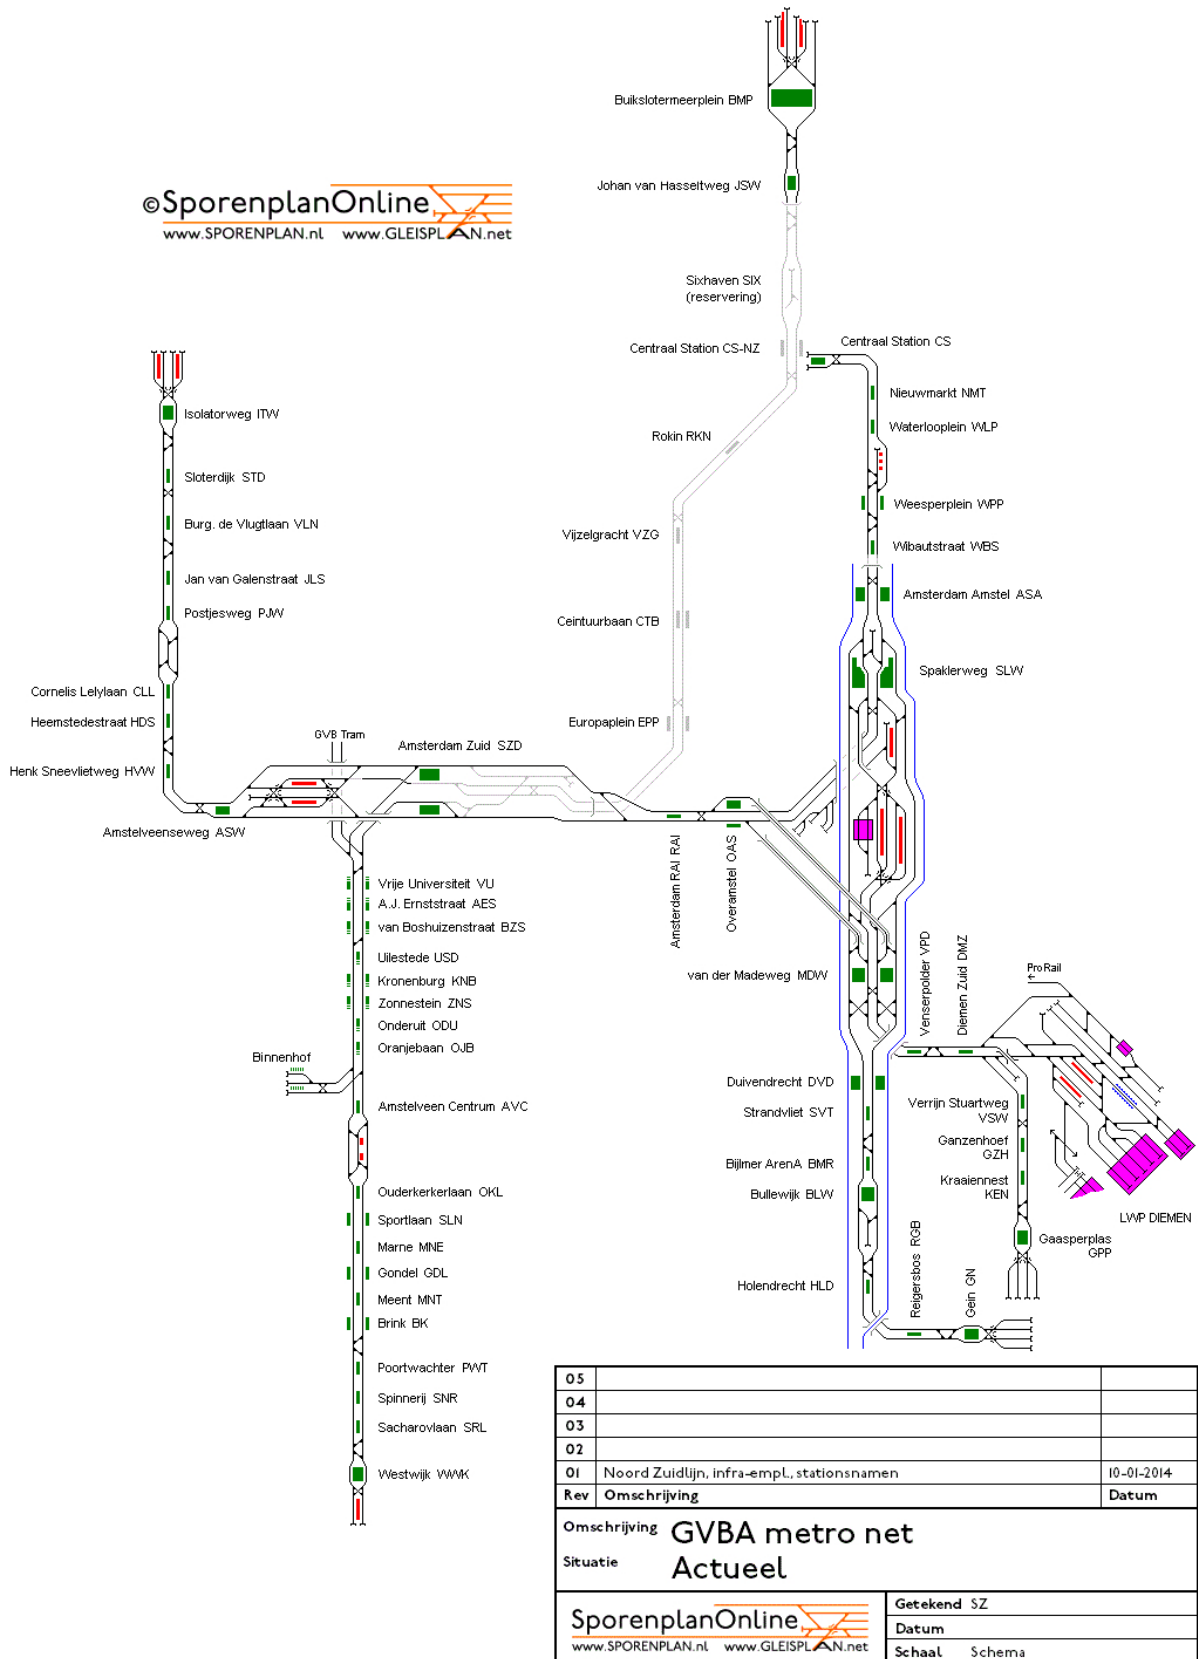 Buikslotermeerplein BMP
Johan van Hasseltweg JSW
©SporenplanOnline
www.SPORENPLAN.nl www.GLEISPLAN.net
Sixhaven SIX
(reservering)
Centraal Station CS-NZ
Centraal Station CS
Nieuwmarkt NMT
Isolatorweg ITW
Waterlooplein WLP
Rokin RKN
Sloterdijk STD
Weesperplein WPP
Burg. de Vlugtlaan VLN
Vijzelgracht VZG
Wibautstraat WBS
Jan van Galenstraat JLS
Amsterdam Amstel ASA
Postjesweg PJW
Ceintuurbaan CTB
Spaklerweg SLW
Cornelis Lelylaan CLL
Heemstedestraat HDS
Europaplein EPP
GVB Tram
Amsterdam Zuid SZD
Henk Sneevlietweg HVW
Amstelveenseweg ASW
Amsterdam RAI RAI
Overamstel OAS
Vrije Universiteit VU
A.J. Ernststraat AES
van Boshuizenstraat BZS
Uilestede USD
Kronenburg KNB
Zonnestein ZNS
Onderuit ODU
Oranjebaan OJB
van der Madeweg MDW
Venserpolder VPD
Diemen Zuid DMZ
ProRail
Binnenhof
Duivendrecht DVD
Strandvliet SVT
Verrijn Stuartweg
VSW
Amstelveen Centrum AVC
Ganzenhoef
GZH
Bijlmer ArenA BMR
Kraaiennest
KEN
Bullewijk BLW
Ouderkerkerlaan OKL
LWP DIEMEN
Sportlaan SLN
Gaasperplas
GPP
Marne MNE
Gondel GDL
Holendrecht HLD
Reigersbos RGB
Gein GN
Meent MNT
Brink BK
Poortwachter PWT
Spinnerij SNR
Sacharovlaan SRL
Westwijk WWK
05
04
03
02
01 Noord Zuidlijn, infra-empl., stationsnamen 10-01-2014
Rev Omschrijving Datum
Omschrijving GVBA metro net
Situatie Actueel
SporenplanOnline
www.SPORENPLAN.nl www.GLEISPLAN.net
Getekend SZ
Datum
Schaal Schema